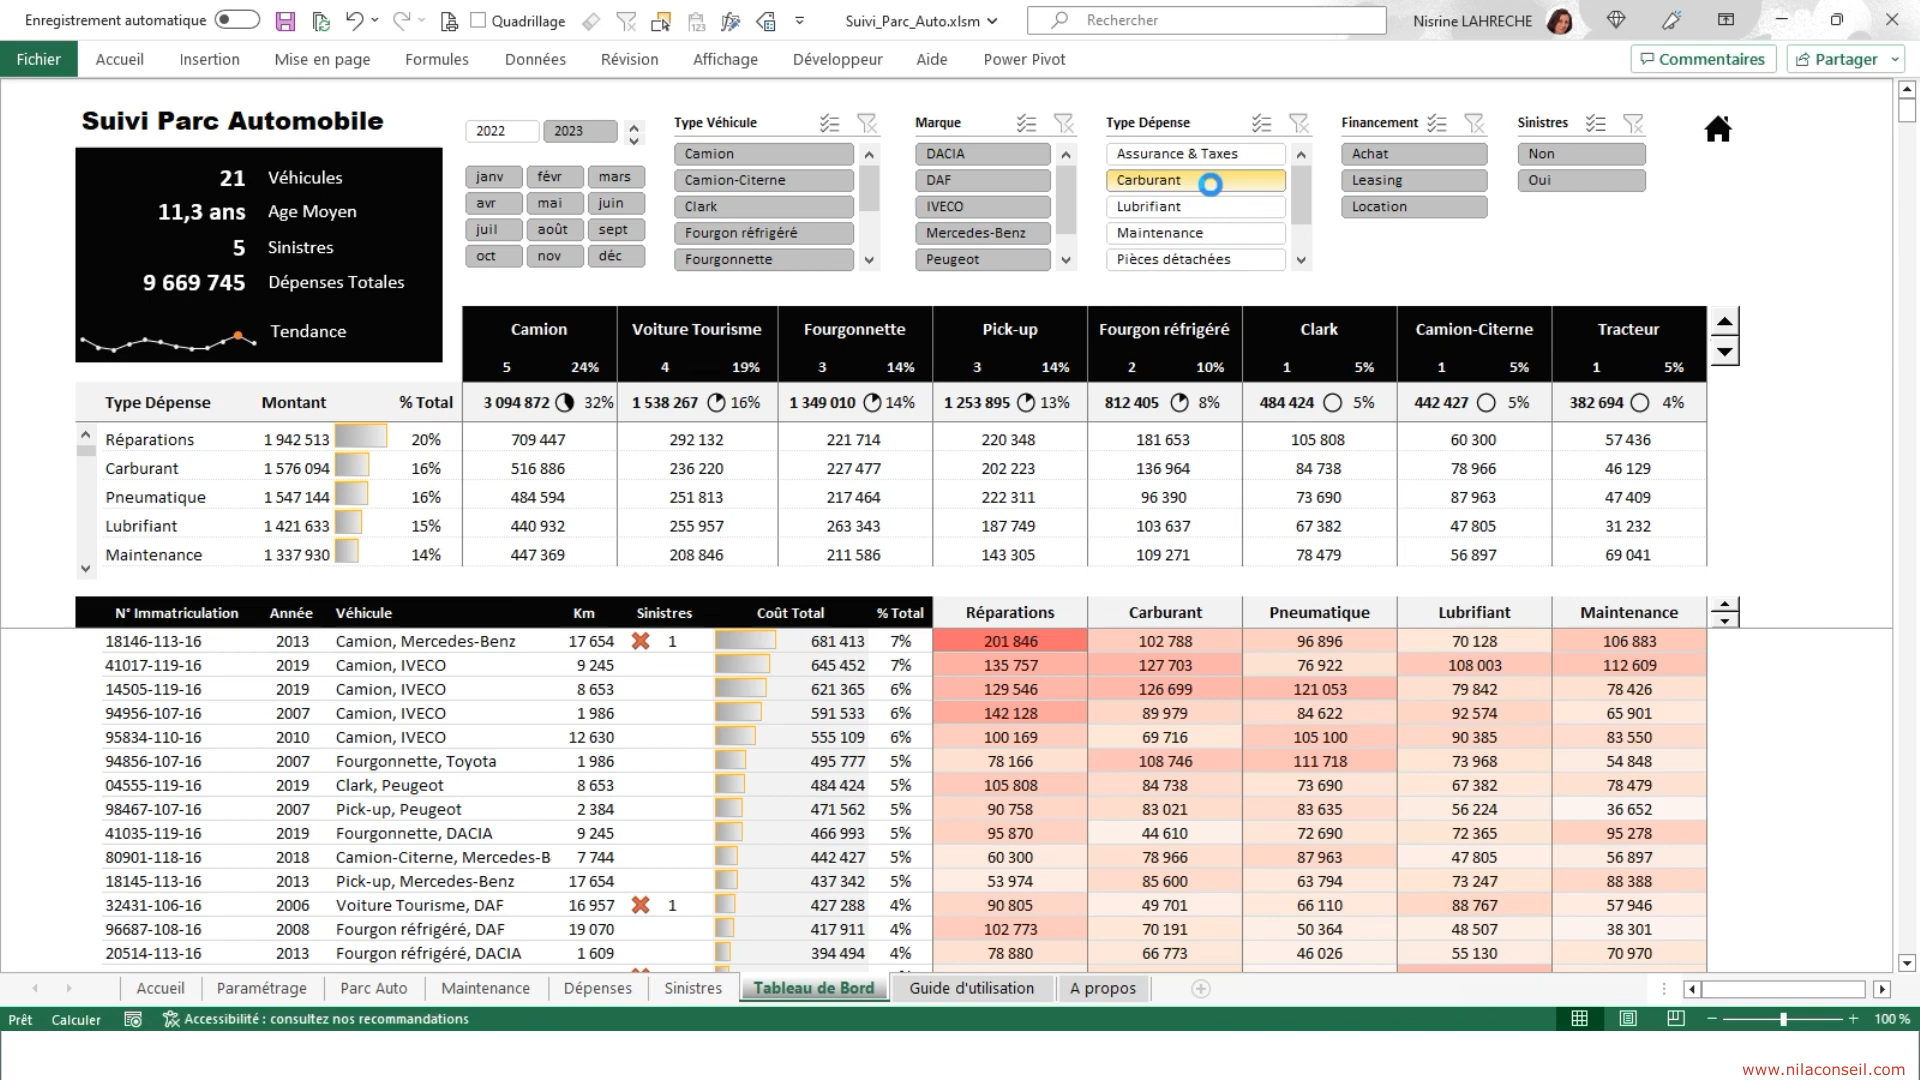 Enregistrement automatique
Quadrillage
Suivi_Parc_Auto.xlsm
Rechercher
Nisrine LAHRECHE
Fichier Accueil Insertion Mise en page Formules Données Révision Affichage Développeur Aide Power Pivot Commentaires Partager
Suivi Parc Automobile
21 Véhicules
11,3 ans Age Moyen
5 Sinistres
9 669 745 Dépenses Totales
Tendance
2022 2023
janv févr mars
avr mai juin
juil août sept
oct nov déc
Type Véhicule
Camion
Camion-Citerne
Clark
Fourgon réfrigéré
Fourgonnette
Marque
DACIA
DAF
IVECO
Mercedes-Benz
Peugeot
Type Dépense
Assurance & Taxes
Carburant
Lubrifiant
Maintenance
Pièces détachées
Financement
Achat
Leasing
Location
Sinistres
Non
Oui
Camion Voiture Tourisme Fourgonnette Pick-up Fourgon réfrigéré Clark Camion-Citerne Tracteur
5 24% 4 19% 3 14% 3 14% 2 10% 1 5% 1 5% 1 5%
Type Dépense Montant % Total 3 094 872 32% 1 538 267 16% 1 349 010 14% 1 253 895 13% 812 405 8% 484 424 5% 442 427 5% 382 694 4%
Réparations 1 942 513 20% 709 447 292 132 221 714 220 348 181 653 105 808 60 300 57 436
Carburant 1 576 094 16% 516 886 236 220 227 477 202 223 136 964 84 738 78 966 46 129
Pneumatique 1 547 144 16% 484 594 251 813 217 464 222 311 96 390 73 690 87 963 47 409
Lubrifiant 1 421 633 15% 440 932 255 957 263 343 187 749 103 637 67 382 47 805 31 232
Maintenance 1 337 930 14% 447 369 208 846 211 586 143 305 109 271 78 479 56 897 69 041
N° Immatriculation Année Véhicule Km Sinistres Coût Total % Total Réparations Carburant Pneumatique Lubrifiant Maintenance
18146-113-16 2013 Camion, Mercedes-Benz 17 654 1 681 413 7% 201 846 102 788 96 896 70 128 106 883
41017-119-16 2019 Camion, IVECO 9 245 645 452 7% 135 757 127 703 76 922 108 003 112 609
14505-119-16 2019 Camion, IVECO 8 653 621 365 6% 129 546 126 699 121 053 79 842 78 426
94956-107-16 2007 Camion, IVECO 1 986 591 533 6% 142 128 89 979 84 622 92 574 65 901
95834-110-16 2010 Camion, IVECO 12 630 555 109 6% 100 169 69 716 105 100 90 385 83 550
94856-107-16 2007 Fourgonnette, Toyota 1 986 495 777 5% 78 166 108 746 111 718 73 968 54 848
04555-119-16 2019 Clark, Peugeot 8 653 484 424 5% 105 808 84 738 73 690 67 382 78 479
98467-107-16 2007 Pick-up, Peugeot 2 384 471 562 5% 90 758 83 021 83 635 56 224 36 652
41035-119-16 2019 Fourgonnette, DACIA 9 245 466 993 5% 95 870 44 610 72 690 72 365 95 278
80901-118-16 2018 Camion-Citerne, Mercedes-B 7 744 442 427 5% 60 300 78 966 87 963 47 805 56 897
18145-113-16 2013 Pick-up, Mercedes-Benz 17 654 437 342 5% 53 974 85 600 63 794 73 247 88 388
32431-106-16 2006 Voiture Tourisme, DAF 16 957 1 427 288 4% 90 805 49 701 66 110 88 767 57 946
96687-108-16 2008 Fourgon réfrigéré, DAF 19 070 417 911 4% 102 773 70 191 50 364 48 507 38 301
20514-113-16 2013 Fourgon réfrigéré, DACIA 1 609 394 494 4% 78 880 66 773 46 026 55 130 70 970
Accueil Paramétrage Parc Auto Maintenance Dépenses Sinistres Tableau de Bord Guide d'utilisation A propos
Prêt Calculer Accessibilité : consultez nos recommandations 100 %
www.nilaconseil.com